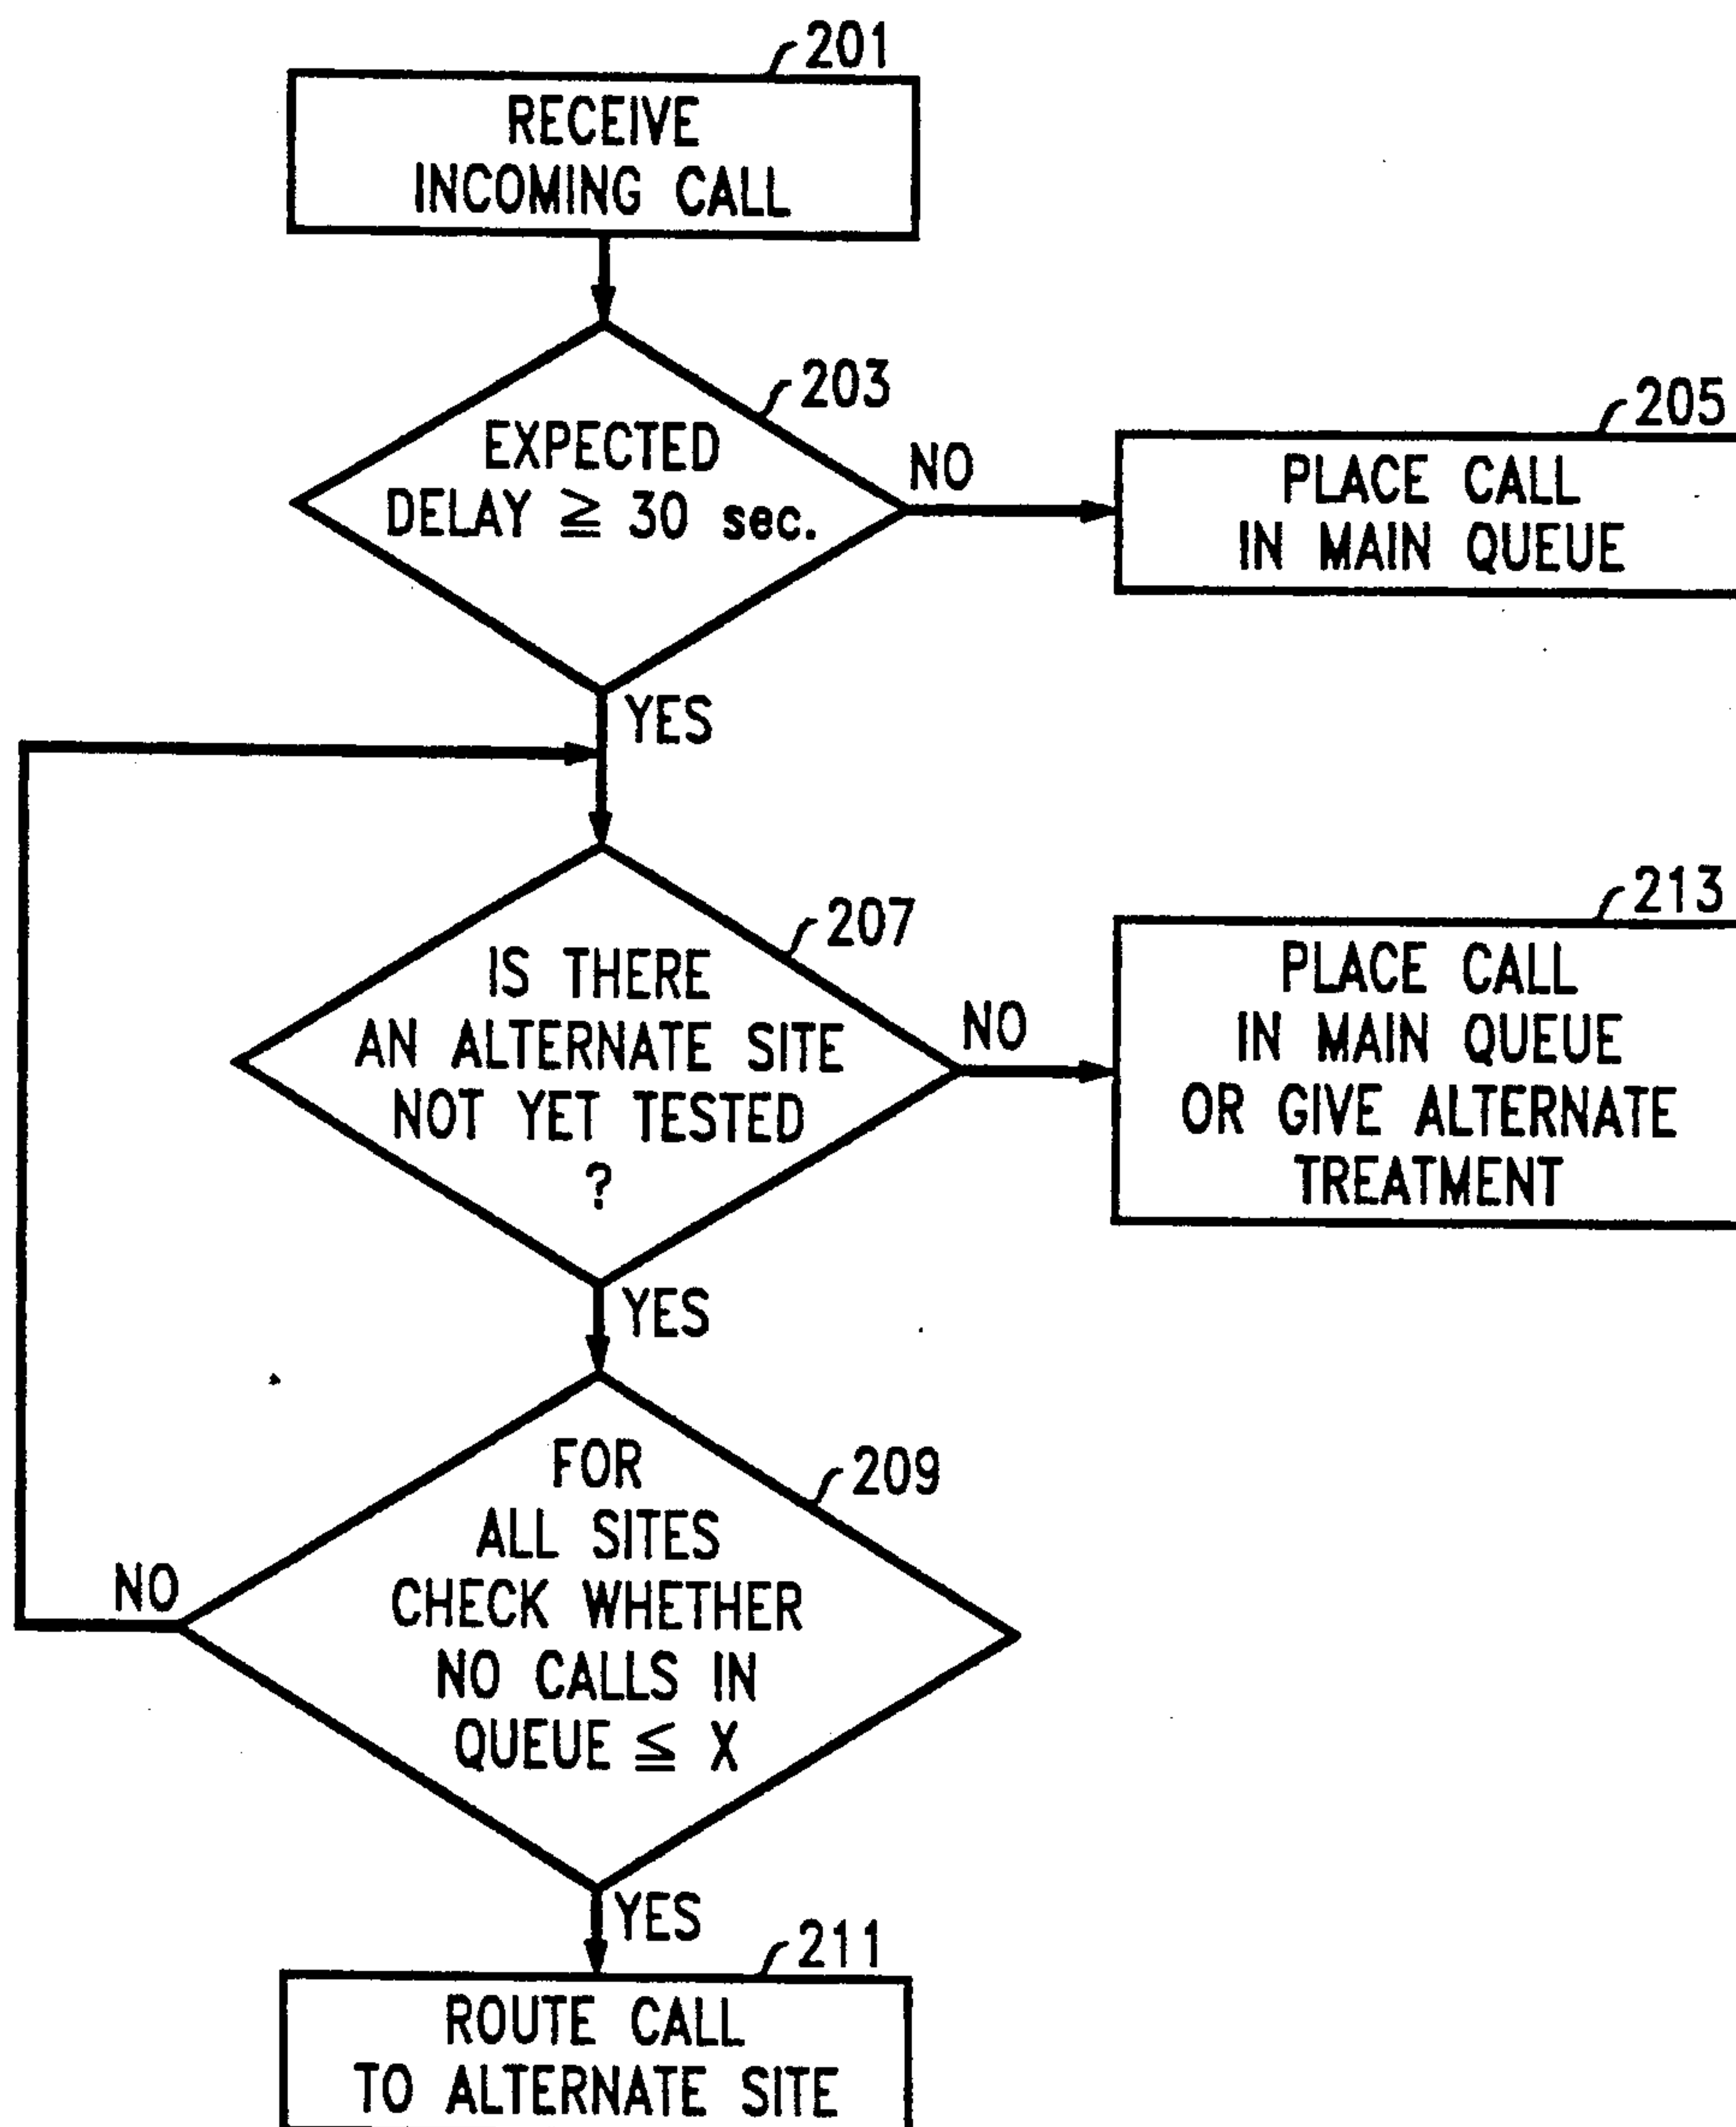 201
RECEIVE
INCOMING CALL
203
EXPECTED
DELAY ≧ 30 sec.
NO
205
PLACE CALL
IN MAIN QUEUE
YES
207
IS THERE
AN ALTERNATE SITE
NOT YET TESTED
?
NO
213
PLACE CALL
IN MAIN QUEUE
OR GIVE ALTERNATE
TREATMENT
YES
209
FOR
ALL SITES
CHECK WHETHER
NO CALLS IN
QUEUE ≦ X
NO
YES
211
ROUTE CALL
TO ALTERNATE SITE